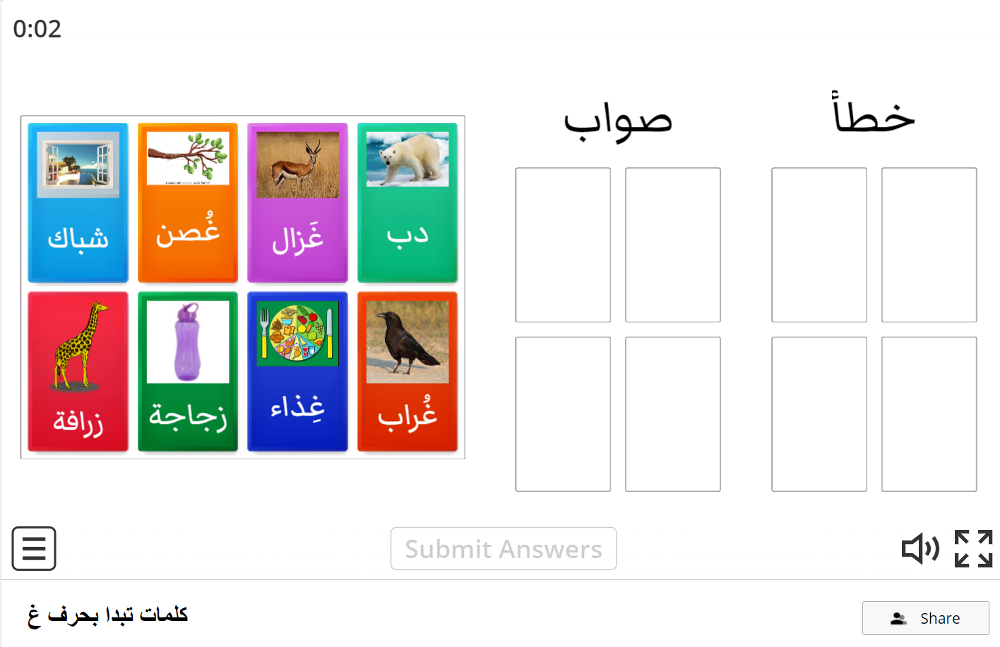 0:02
صواب
خطأ
شباك
غُصن
غَزال
دب
زرافة
زجاجة
غِذاء
غُراب
Submit Answers
كلمات تبدا بحرف غ
Share